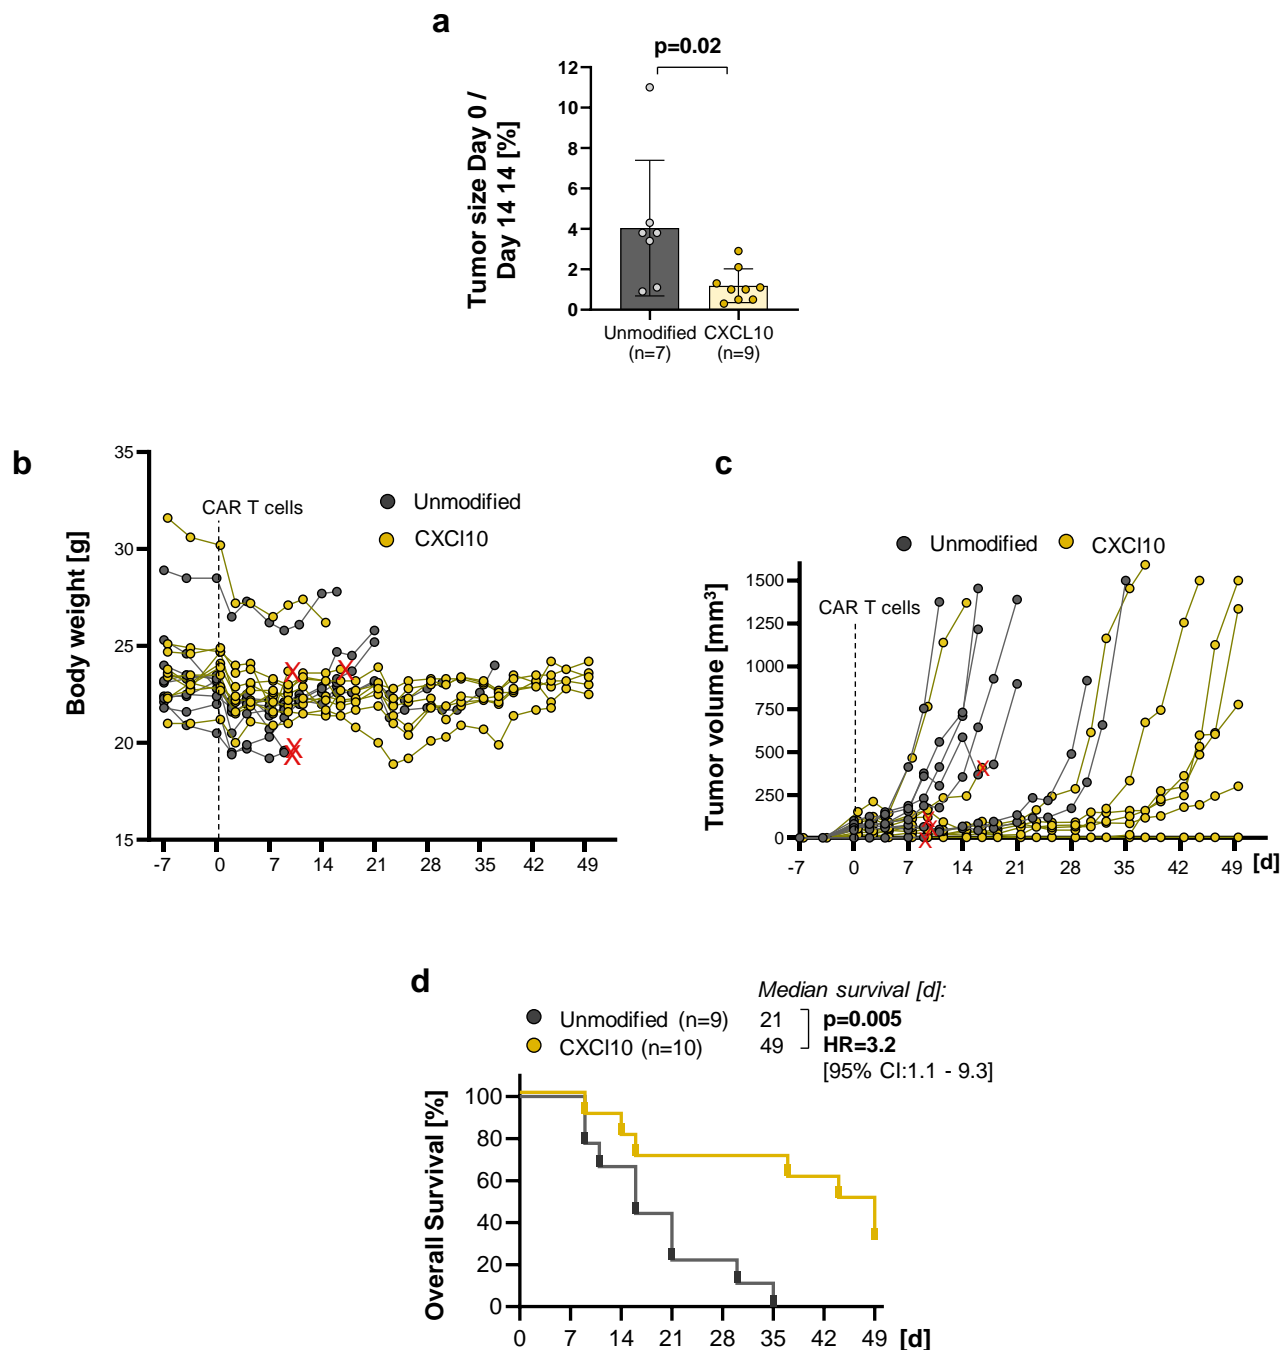 a
p=0.02
Tumor size Day 0 /
Day 14 14 [%]
12
10
8
6
4
2
0
Unmodified CXCL10
(n=7) (n=9)
b
Body weight [g]
35
30
25
20
15
CAR T cells
Unmodified
CXCl10
X X
X
X
-7 0 7 14 21 28 35 42 49
c
Unmodified CXCl10
Tumor volume [mm³]
1500
1000
750
500
250
0
CAR T cells
X
X
X
-7 0 7 14 21 28 35 42 49 [d]
d
Median survival [d]:
Unmodified (n=9) 21 p=0.005
CXCl10 (n=10) 49 HR=3.2
[95% CI:1.1 - 9.3]
Overall Survival [%]
100
80
60
40
20
0
0 7 14 21 28 35 42 49 [d]